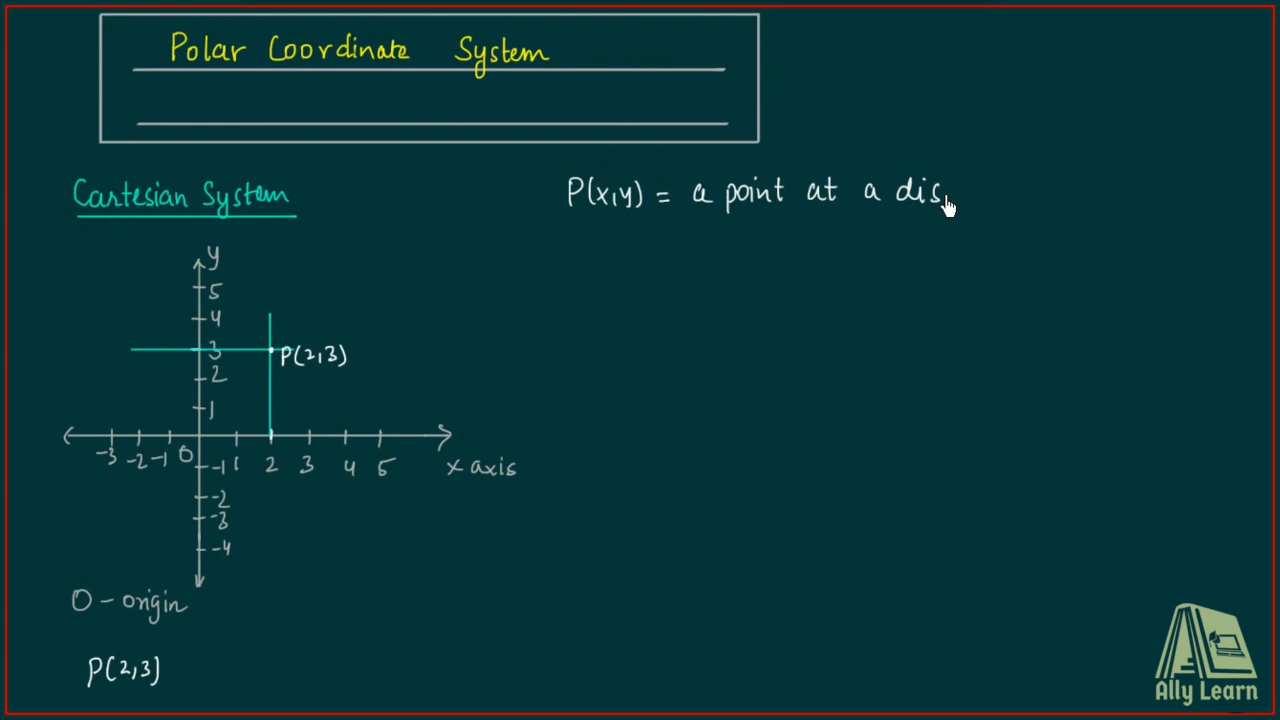 Polar Coordinate System
Cartesian System
P(x,y) = a point at a dis
y
5
4
3
P(2,3)
2
1
-3 -2 -1 0 1 2 3 4 5
x axis
-1
-2
-3
-4
O - origin
P(2,3)
Ally Learn